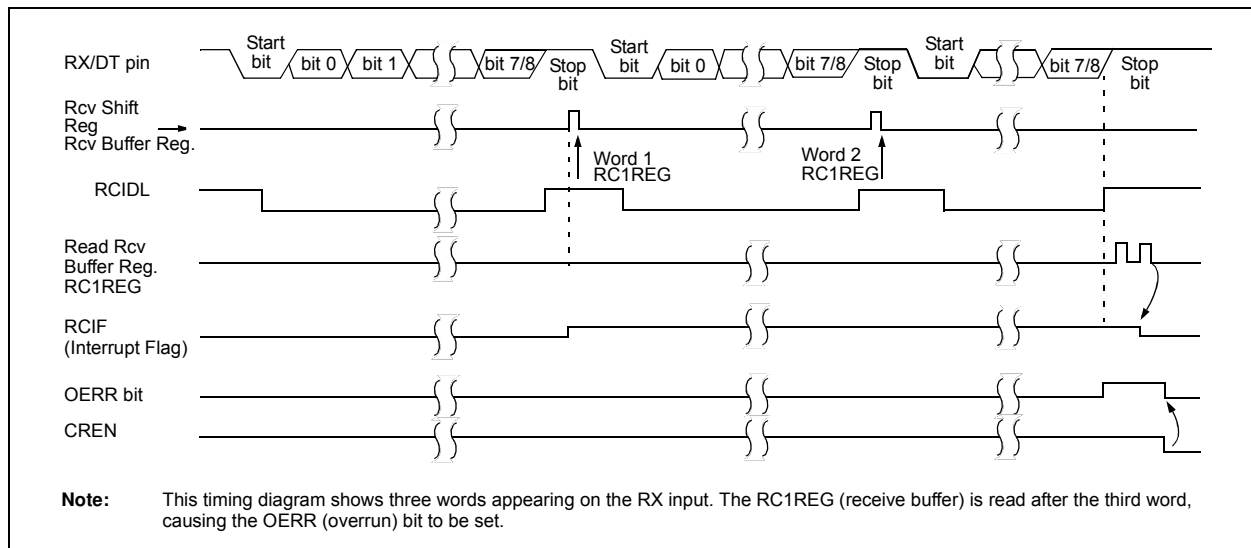 RX/DT pin
Start
bit
bit 0
bit 1
bit 7/8
Stop
bit
Start
bit
bit 0
bit 7/8
Stop
bit
Start
bit
bit 7/8
Stop
bit
Rcv Shift
Reg
Rcv Buffer Reg.
Word 1
RC1REG
Word 2
RC1REG
RCIDL
Read Rcv
Buffer Reg.
RC1REG
RCIF
(Interrupt Flag)
OERR bit
CREN
Note: This timing diagram shows three words appearing on the RX input. The RC1REG (receive buffer) is read after the third word,
causing the OERR (overrun) bit to be set.